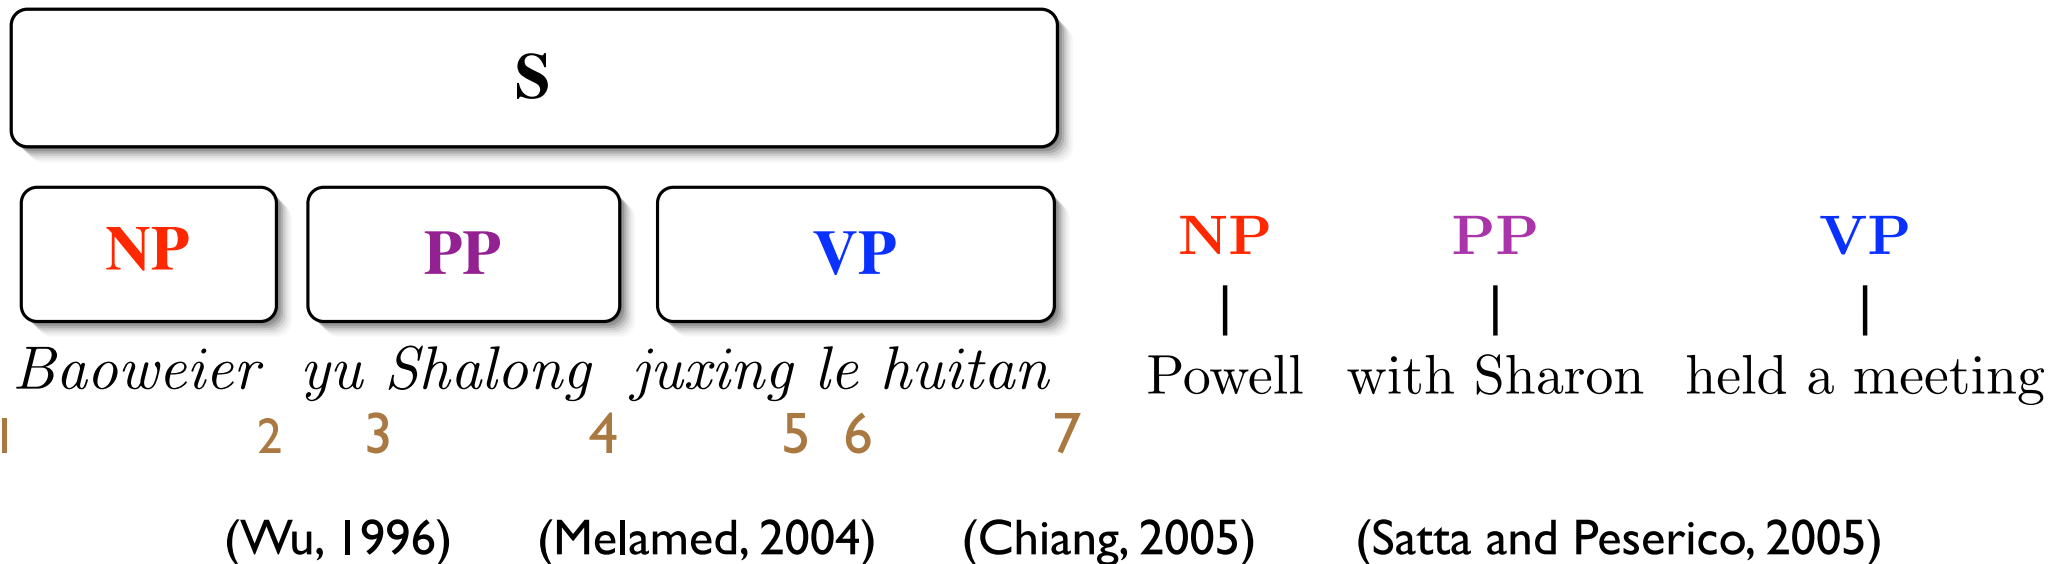 S
NP PP VP NP PP VP
Baoweier yu Shalong juxing le huitan Powell with Sharon held a meeting
1 2 3 4 5 6 7
(Wu, 1996) (Melamed, 2004) (Chiang, 2005) (Satta and Peserico, 2005)